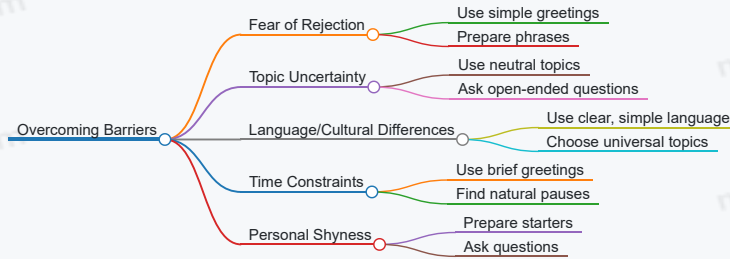 Overcoming Barriers
Fear of Rejection
Use simple greetings
Prepare phrases
Topic Uncertainty
Use neutral topics
Ask open-ended questions
Language/Cultural Differences
Use clear, simple language
Choose universal topics
Time Constraints
Use brief greetings
Find natural pauses
Personal Shyness
Prepare starters
Ask questions